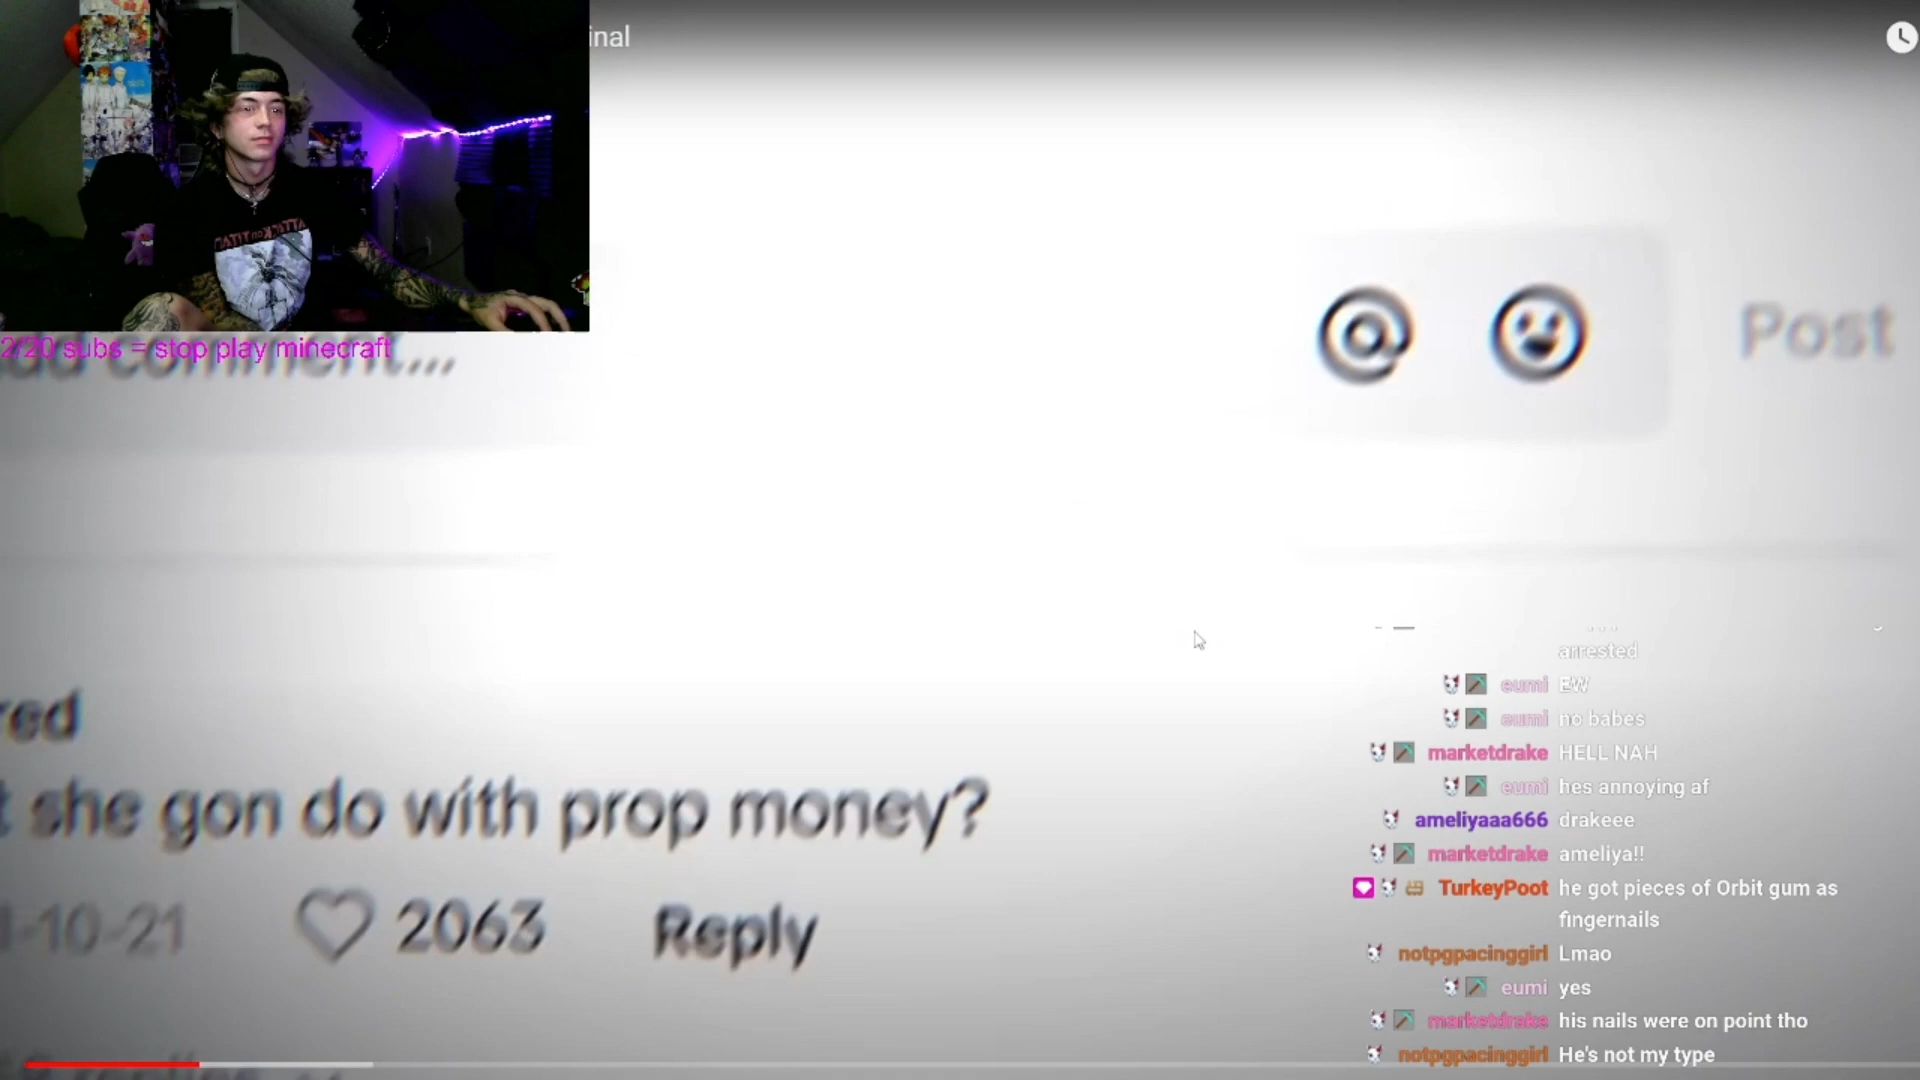 inal
2/20 subs = stop play minecraft
add comment...
Post
red
she gon do with prop money?
-10-21
2063
Reply
arrested
eumi EW
eumi no babes
marketdrake HELL NAH
eumi hes annoying af
ameliyaaa666 drakeee
marketdrake ameliya!!
TurkeyPoot he got pieces of Orbit gum as
fingernails
notpgpacinggirl Lmao
eumi yes
marketdrake his nails were on point tho
notpgpacinggirl He's not my type